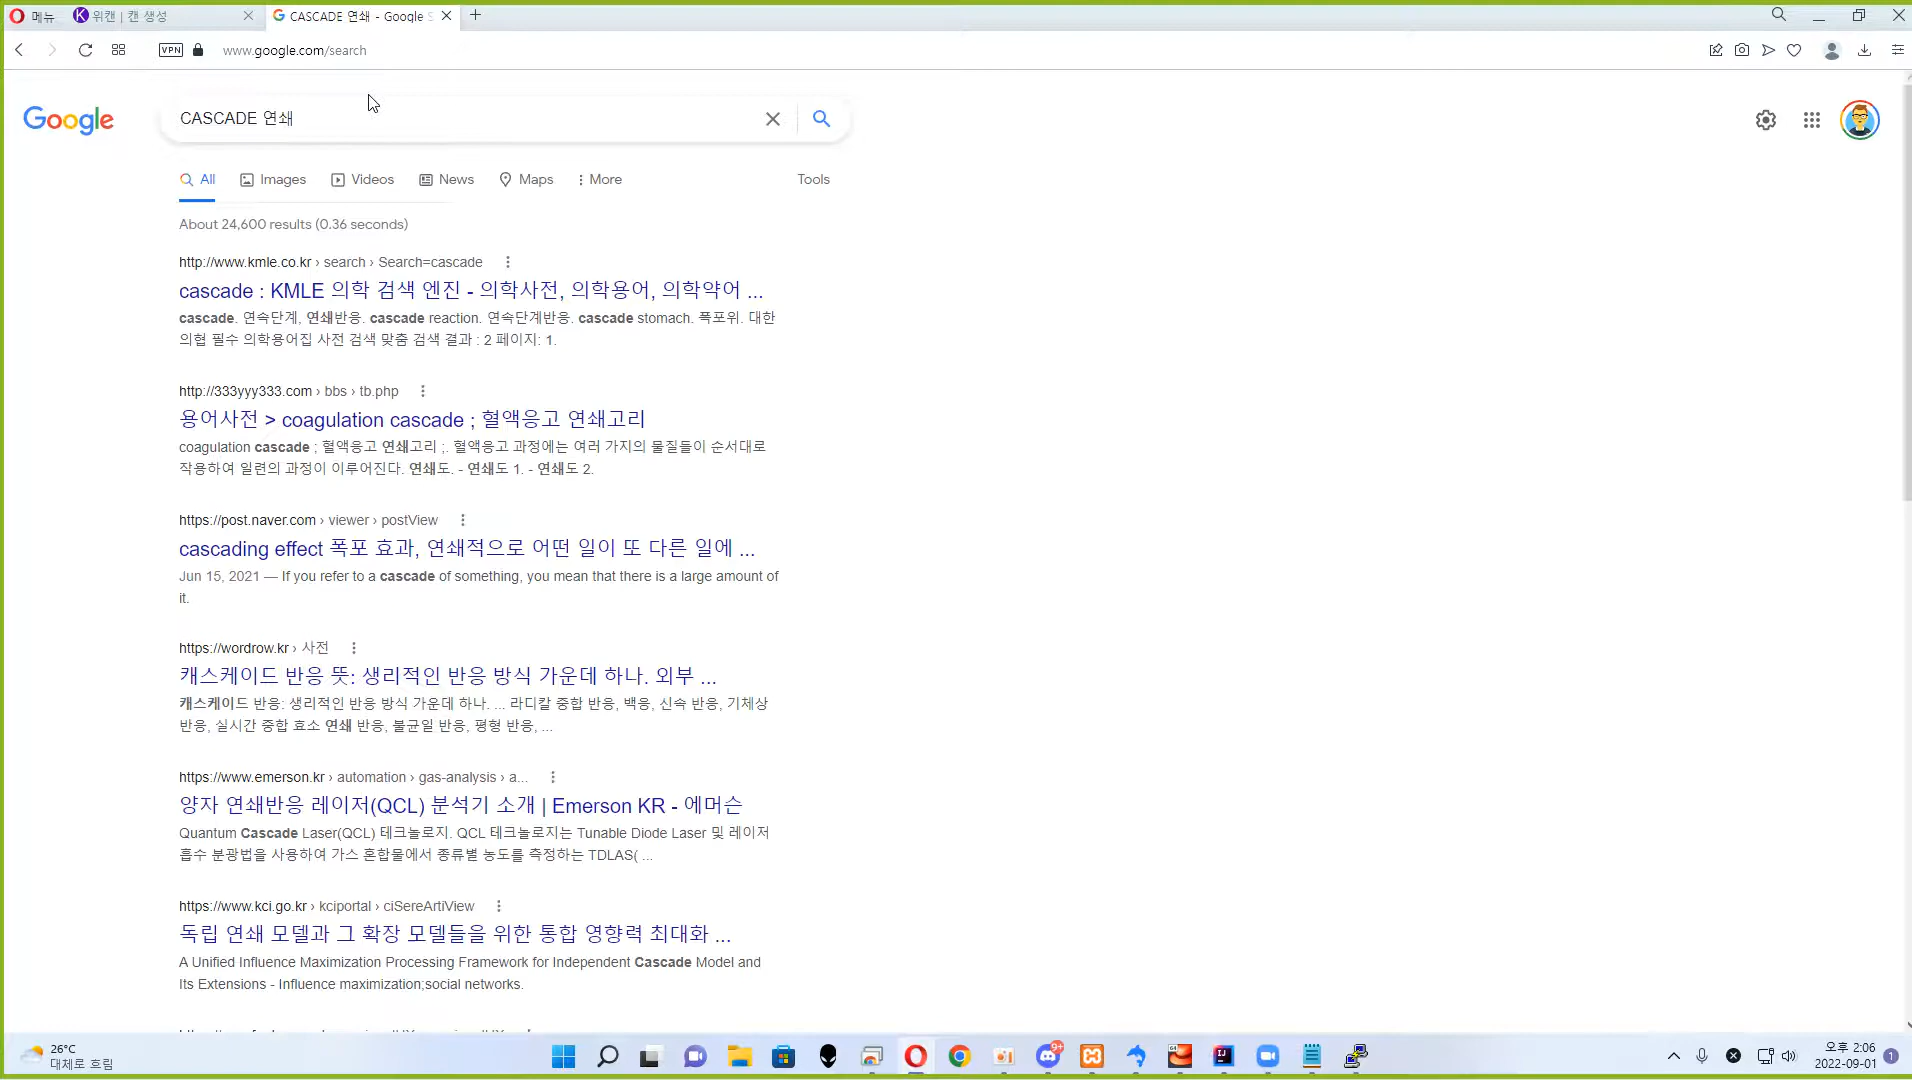 메뉴
위캔 | 캔 생성
CASCADE 연쇄 - Google S
VPN
www.google.com/search
Google
CASCADE 연쇄
All
Images
Videos
News
Maps
More
Tools
About 24,600 results (0.36 seconds)
http://www.kmle.co.kr › search › Search=cascade
cascade : KMLE 의학 검색 엔진 - 의학사전, 의학용어, 의학약어 ...
cascade. 연속단계, 연쇄반응. cascade reaction. 연속단계반응. cascade stomach. 폭포위. 대한
의협 필수 의학용어집 사전 검색 맞춤 검색 결과 : 2 페이지: 1.
http://333yyy333.com › bbs › tb.php
용어사전 > coagulation cascade ; 혈액응고 연쇄고리
coagulation cascade ; 혈액응고 연쇄고리 ;. 혈액응고 과정에는 여러 가지의 물질들이 순서대로
작용하여 일련의 과정이 이루어진다. 연쇄도. - 연쇄도 1. - 연쇄도 2.
https://post.naver.com › viewer › postView
cascading effect 폭포 효과, 연쇄적으로 어떤 일이 또 다른 일에 ...
Jun 15, 2021 — If you refer to a cascade of something, you mean that there is a large amount of
it.
https://wordrow.kr › 사전
캐스케이드 반응 뜻: 생리적인 반응 방식 가운데 하나. 외부 ...
캐스케이드 반응: 생리적인 반응 방식 가운데 하나. ... 라디칼 중합 반응, 백응, 신속 반응, 기체상
반응, 실시간 중합 효소 연쇄 반응, 불균일 반응, 평형 반응, ...
https://www.emerson.kr › automation › gas-analysis › a...
양자 연쇄반응 레이저(QCL) 분석기 소개 | Emerson KR - 에머슨
Quantum Cascade Laser(QCL) 테크놀로지. QCL 테크놀로지는 Tunable Diode Laser 및 레이저
흡수 분광법을 사용하여 가스 혼합물에서 종류별 농도를 측정하는 TDLAS( ...
https://www.kci.go.kr › kciportal › ciSereArtiView
독립 연쇄 모델과 그 확장 모델들을 위한 통합 영향력 최대화 ...
A Unified Influence Maximization Processing Framework for Independent Cascade Model and
Its Extensions - Influence maximization;social networks.
26°C
대체로 흐림
9+
오후 2:06
2022-09-01
1